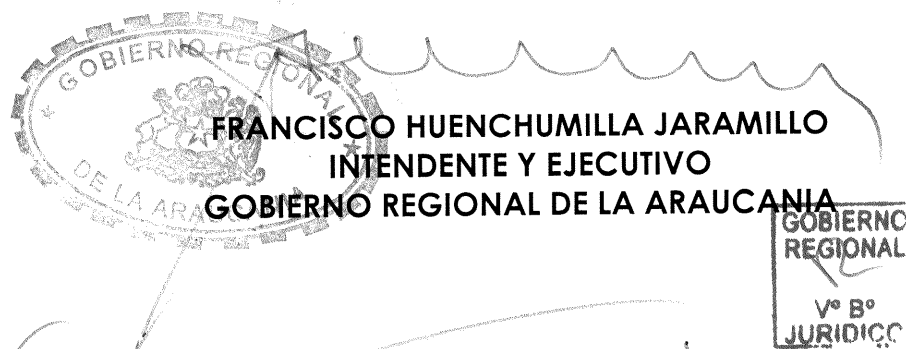 GOBIERNO REGIONAL
DE LA ARAUCANIA
FRANCISCO HUENCHUMILLA JARAMILLO
INTENDENTE Y EJECUTIVO
GOBIERNO REGIONAL DE LA ARAUCANIA
GOBIERNO
REGIONAL
Vº Bº
JURIDICO